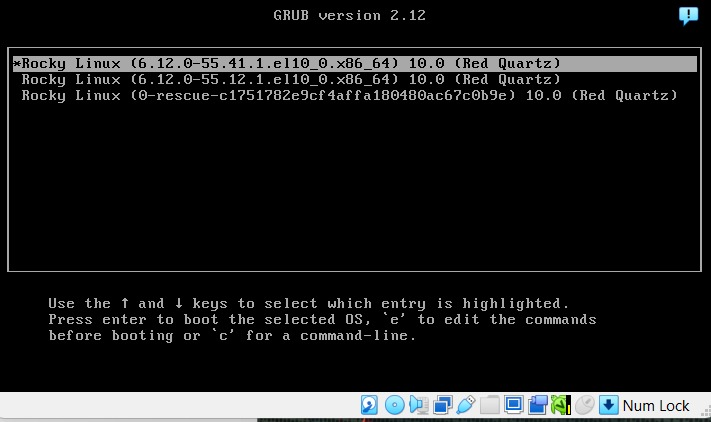 GRUB version 2.12
*Rocky Linux (6.12.0-55.41.1.el10_0.x86_64) 10.0 (Red Quartz)
Rocky Linux (6.12.0-55.12.1.el10_0.x86_64) 10.0 (Red Quartz)
Rocky Linux (0-rescue-c1751782e9cf4affa180480ac67c0b9e) 10.0 (Red Quartz)
Use the ↑ and ↓ keys to select which entry is highlighted.
Press enter to boot the selected OS, `e' to edit the commands
before booting or `c' for a command-line.
Num Lock